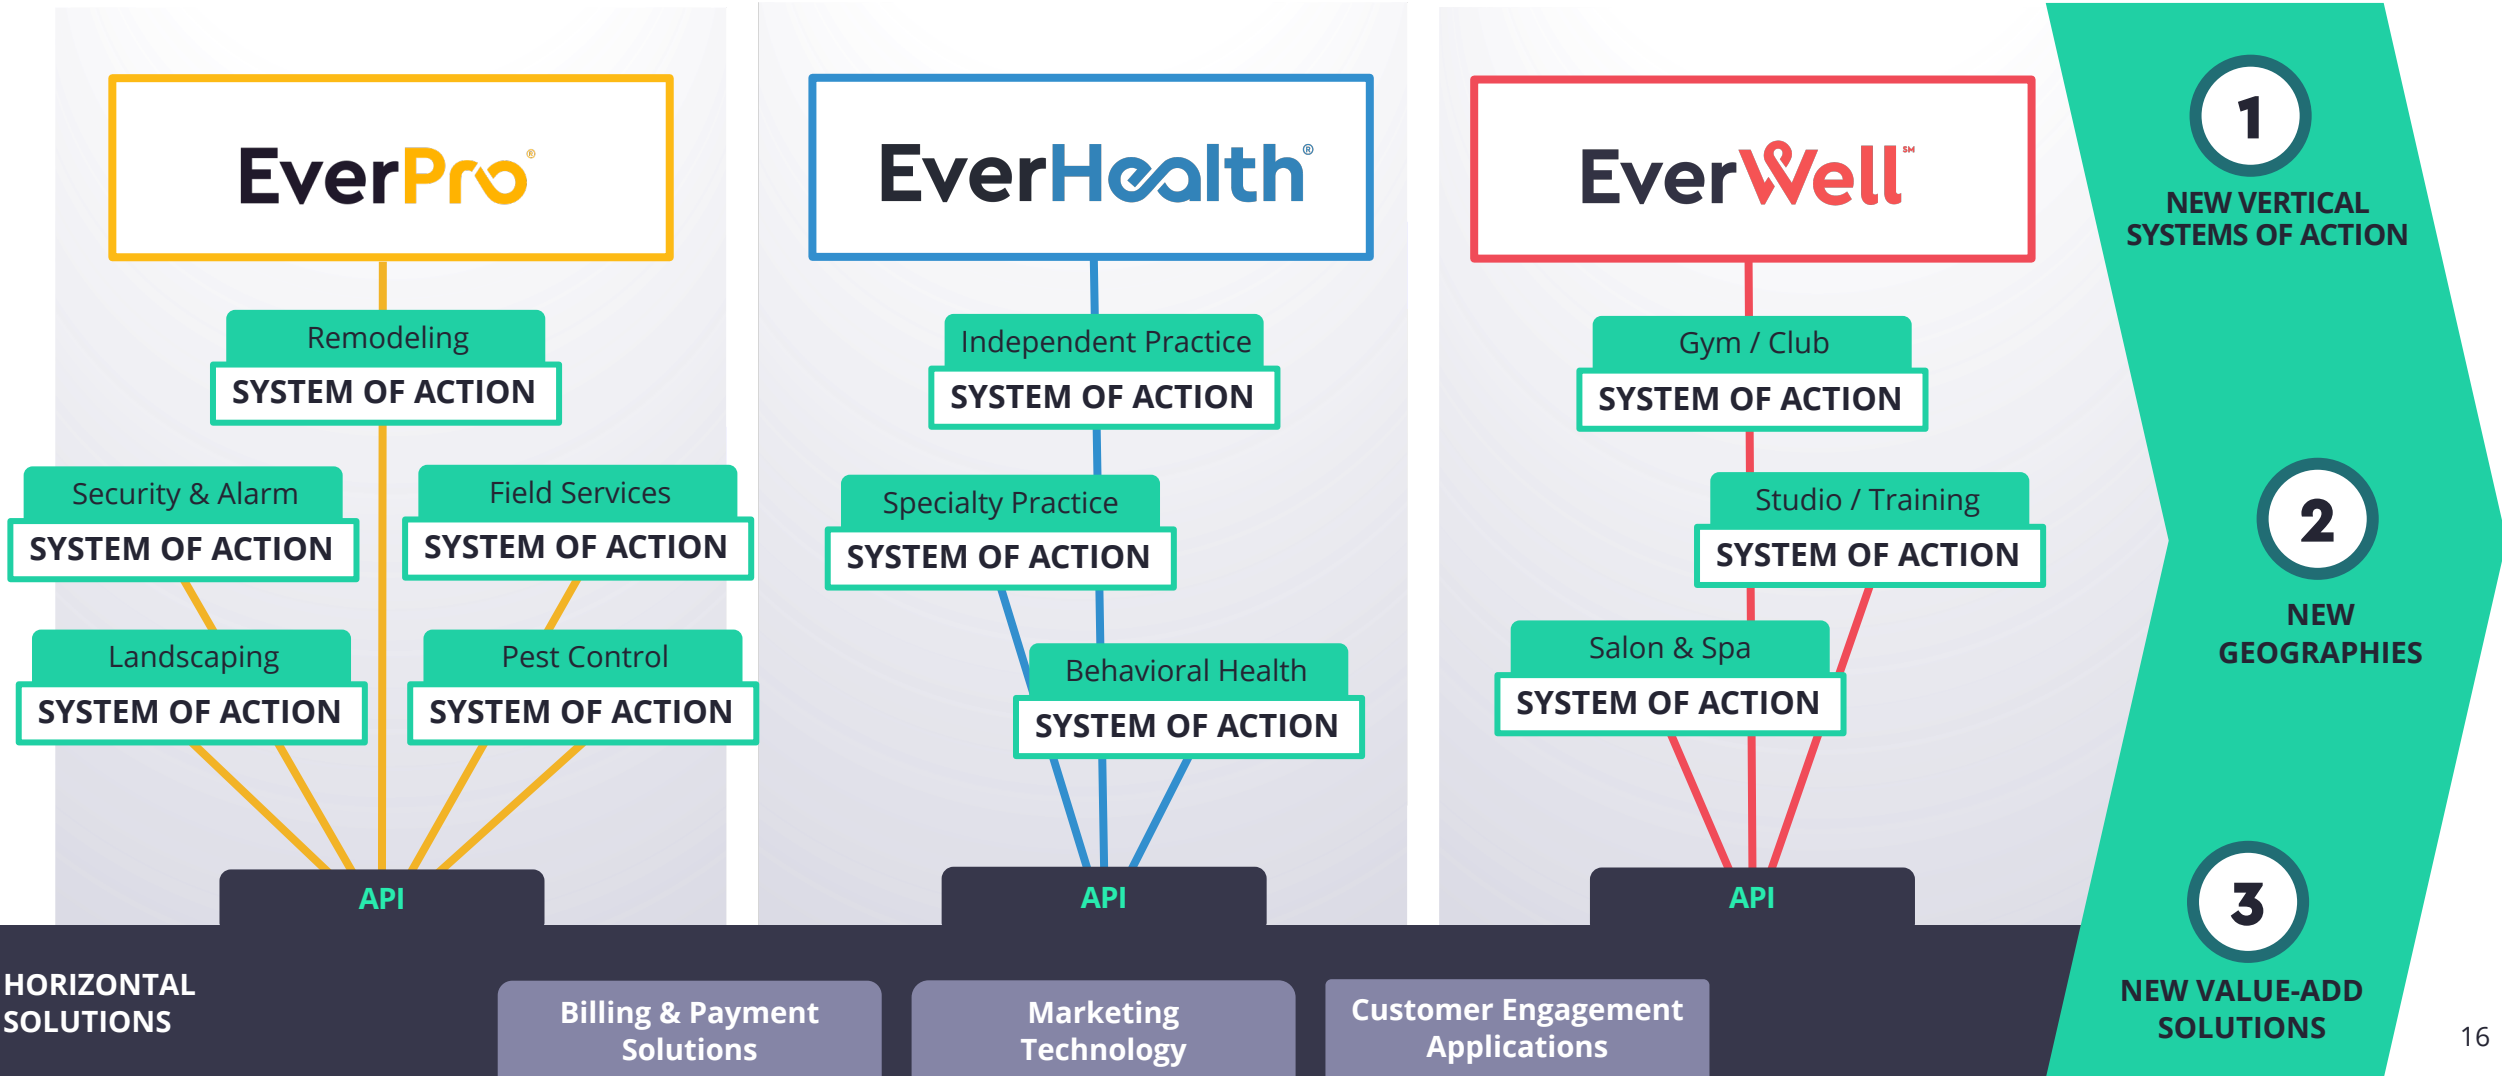 EverPro®
Remodeling
SYSTEM OF ACTION
Security & Alarm
SYSTEM OF ACTION
Field Services
SYSTEM OF ACTION
Landscaping
SYSTEM OF ACTION
Pest Control
SYSTEM OF ACTION
API
EverHealth®
Independent Practice
SYSTEM OF ACTION
Specialty Practice
SYSTEM OF ACTION
Behavioral Health
SYSTEM OF ACTION
API
EverWell℠
Gym / Club
SYSTEM OF ACTION
Studio / Training
SYSTEM OF ACTION
Salon & Spa
SYSTEM OF ACTION
API
HORIZONTAL
SOLUTIONS
Billing & Payment
Solutions
Marketing
Technology
Customer Engagement
Applications
1
NEW VERTICAL
SYSTEMS OF ACTION
2
NEW
GEOGRAPHIES
3
NEW VALUE-ADD
SOLUTIONS
16